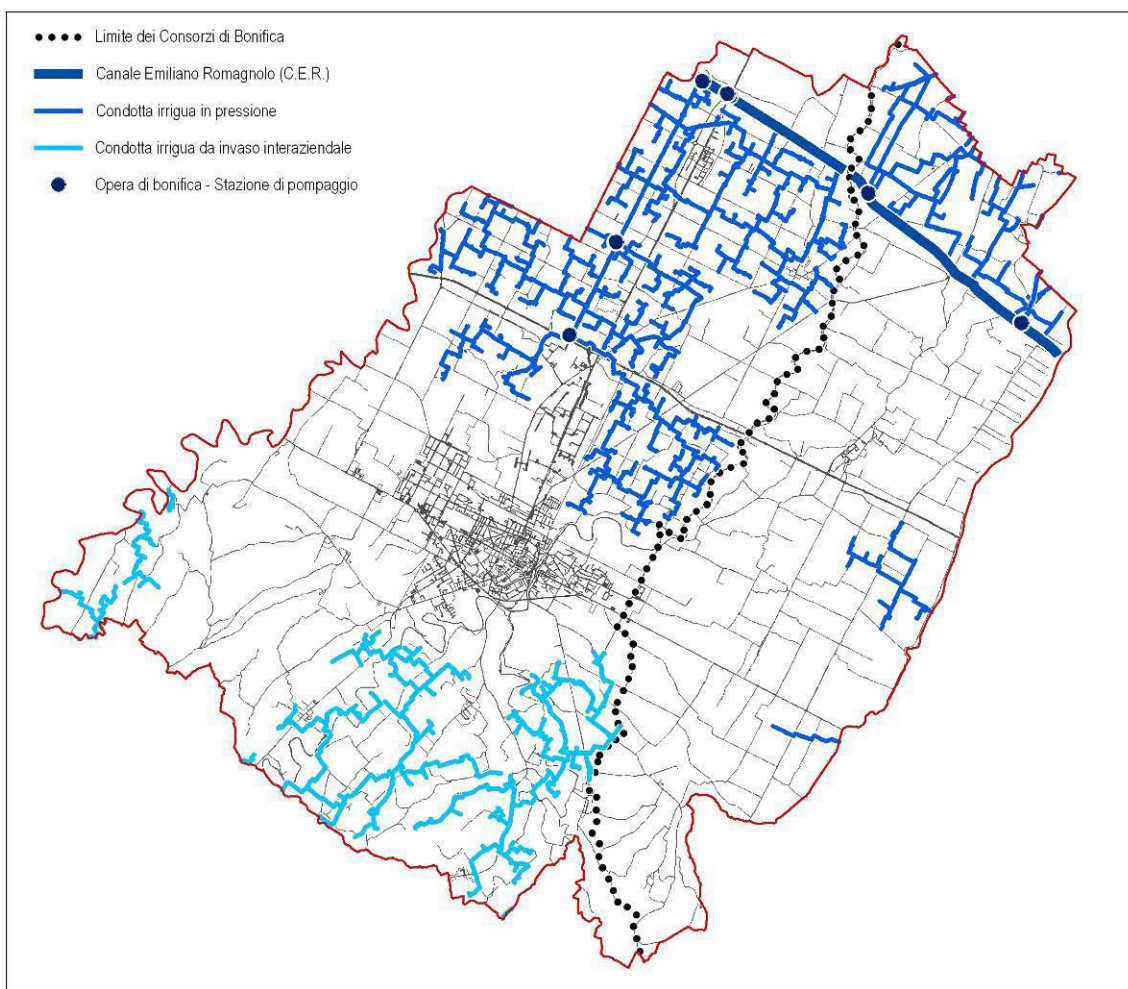 Limite dei Consorzi di Bonifica
Canale Emiliano Romagnolo (C.E.R.)
Condotta irrigua in pressione
Condotta irrigua da invaso interaziendale
Opera di bonifica - Stazione di pompaggio